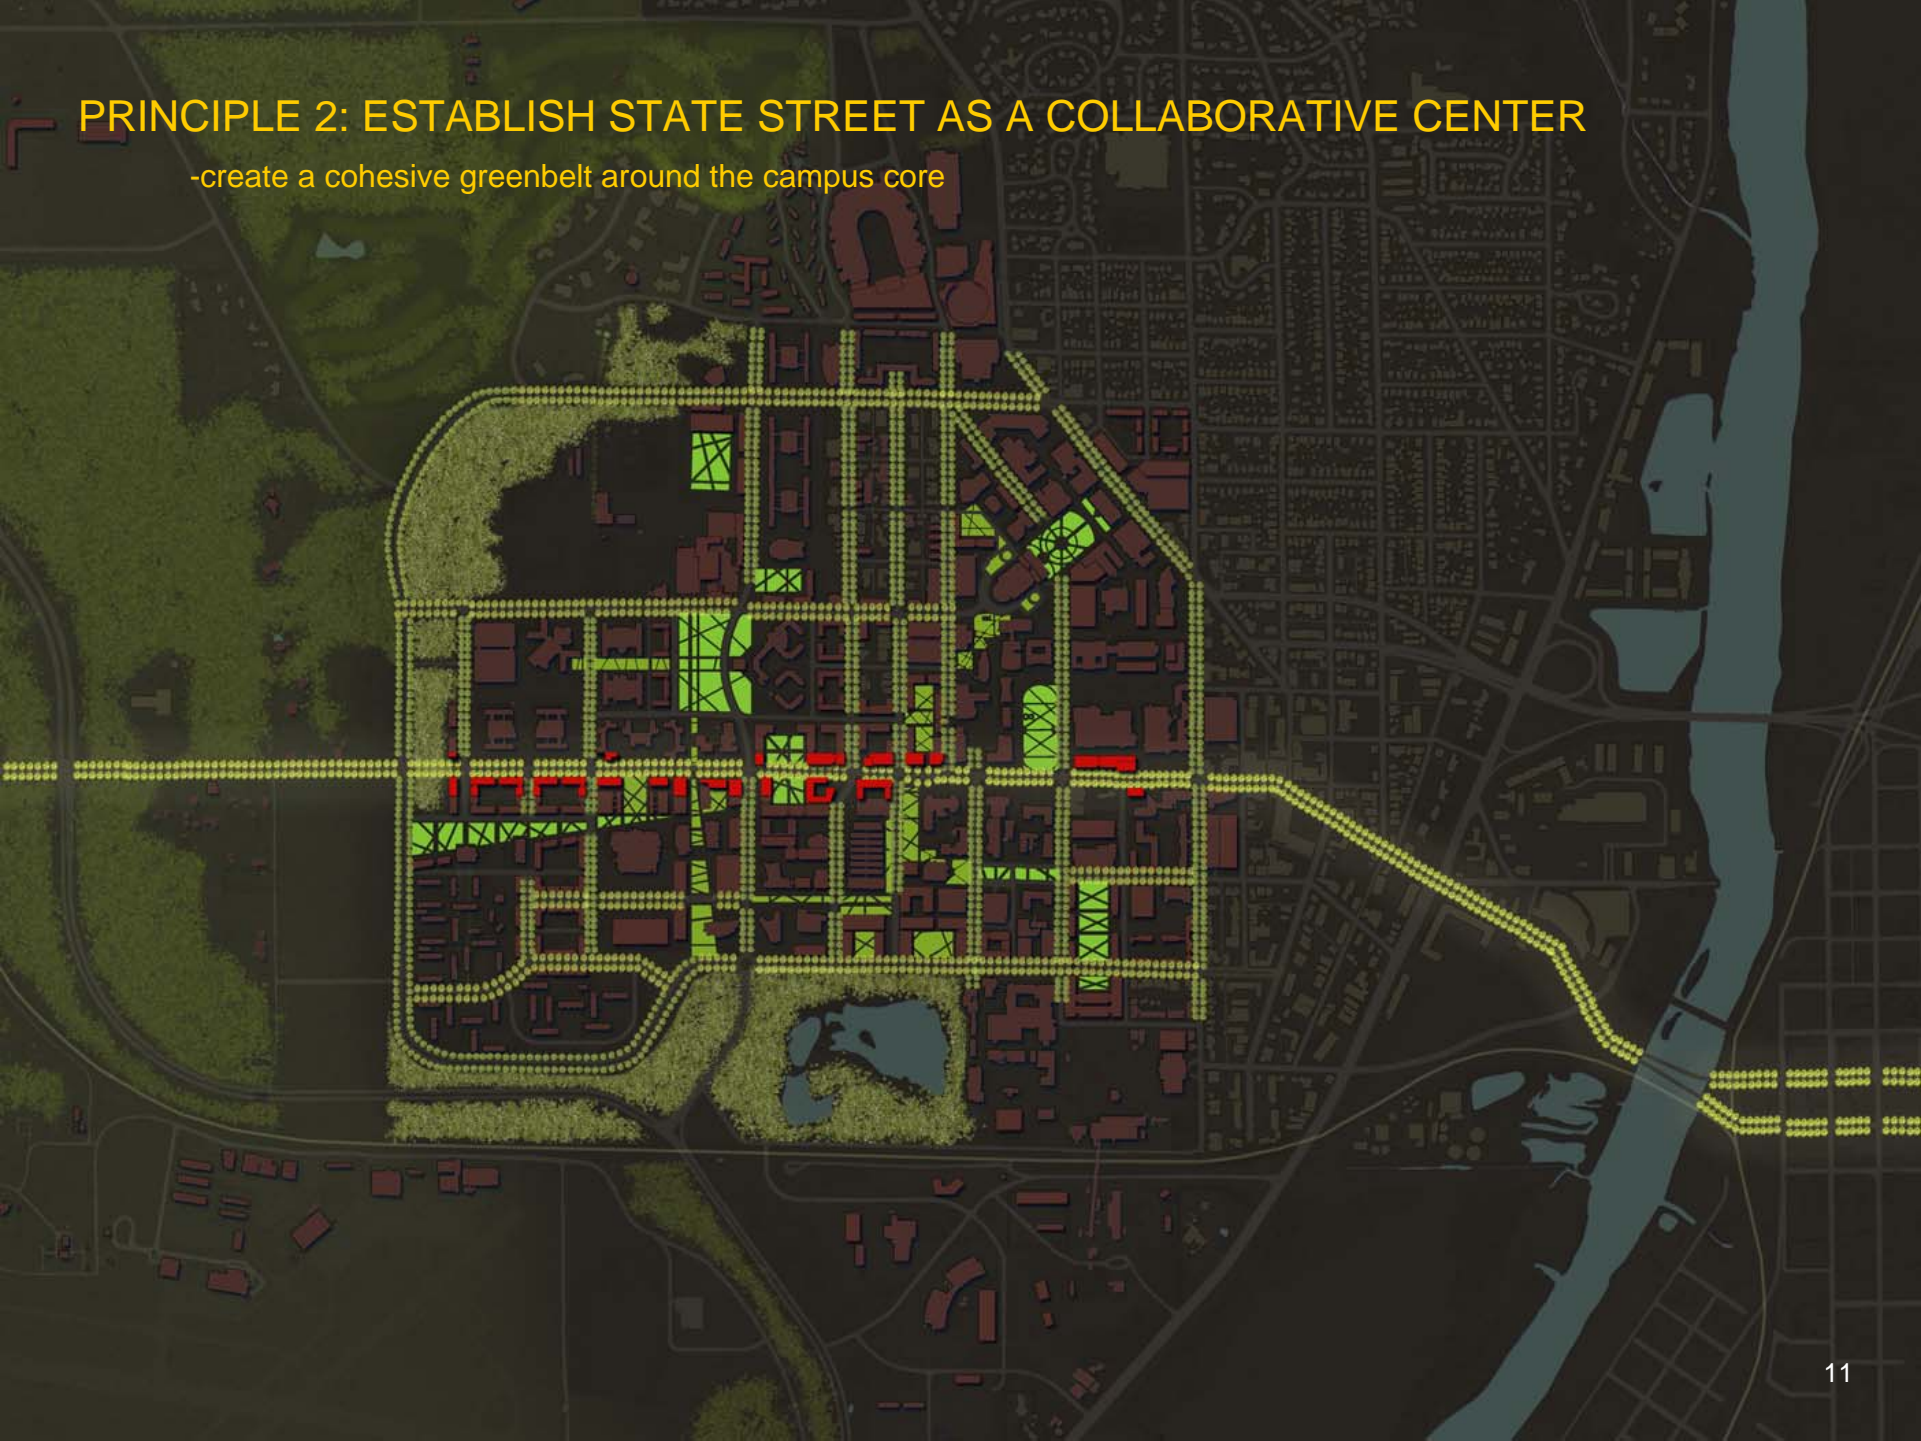 PRINCIPLE 2: ESTABLISH STATE STREET AS A COLLABORATIVE CENTER
-create a cohesive greenbelt around the campus core
11